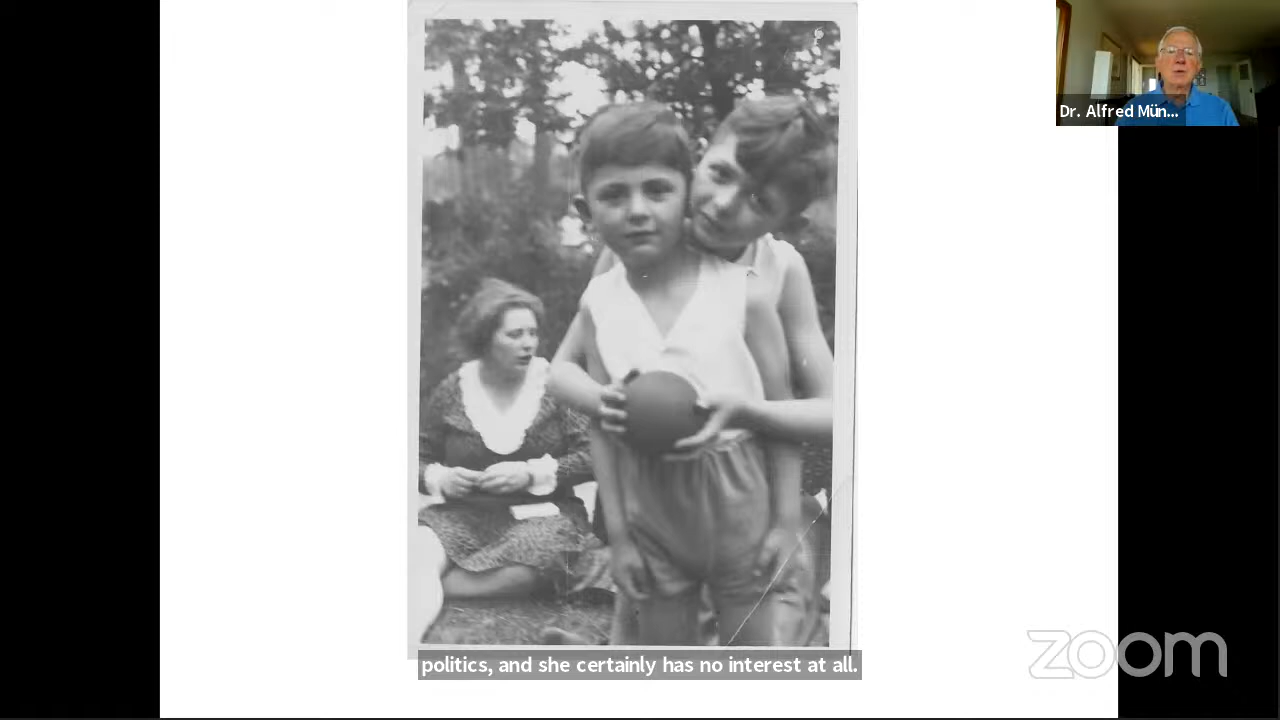 Dr. Alfred Mün...
politics, and she certainly has no interest at all.
zoom